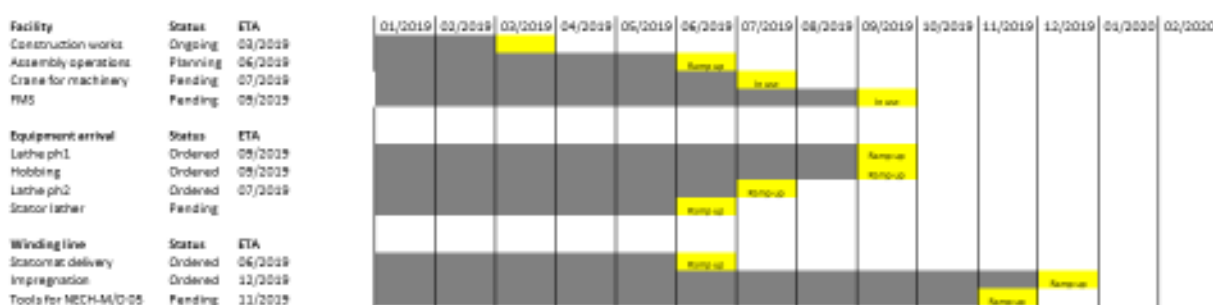 Facility Status ETA 01/2019 02/2019 03/2019 04/2019 05/2019 06/2019 07/2019 08/2019 09/2019 10/2019 11/2019 12/2019 01/2020 02/2020
Construction works Ongoing 03/2019
Assembly operations Planning 06/2019 Ramp up
Crane for machinery Pending 07/2019 In use
FMS Pending 09/2019 In use
Equipment arrival Status ETA
Lathe ph1 Ordered 09/2019 Ramp up
Hobbing Ordered 09/2019 Ramp up
Lathe ph2 Ordered 07/2019 Ramp up
Stator lather Pending Ramp up
Winding line Status ETA
Statomat delivery Ordered 06/2019 Ramp up
Impregnation Ordered 12/2019 Ramp up
Tools for NECH-M/O 05 Pending 11/2019 Ramp up